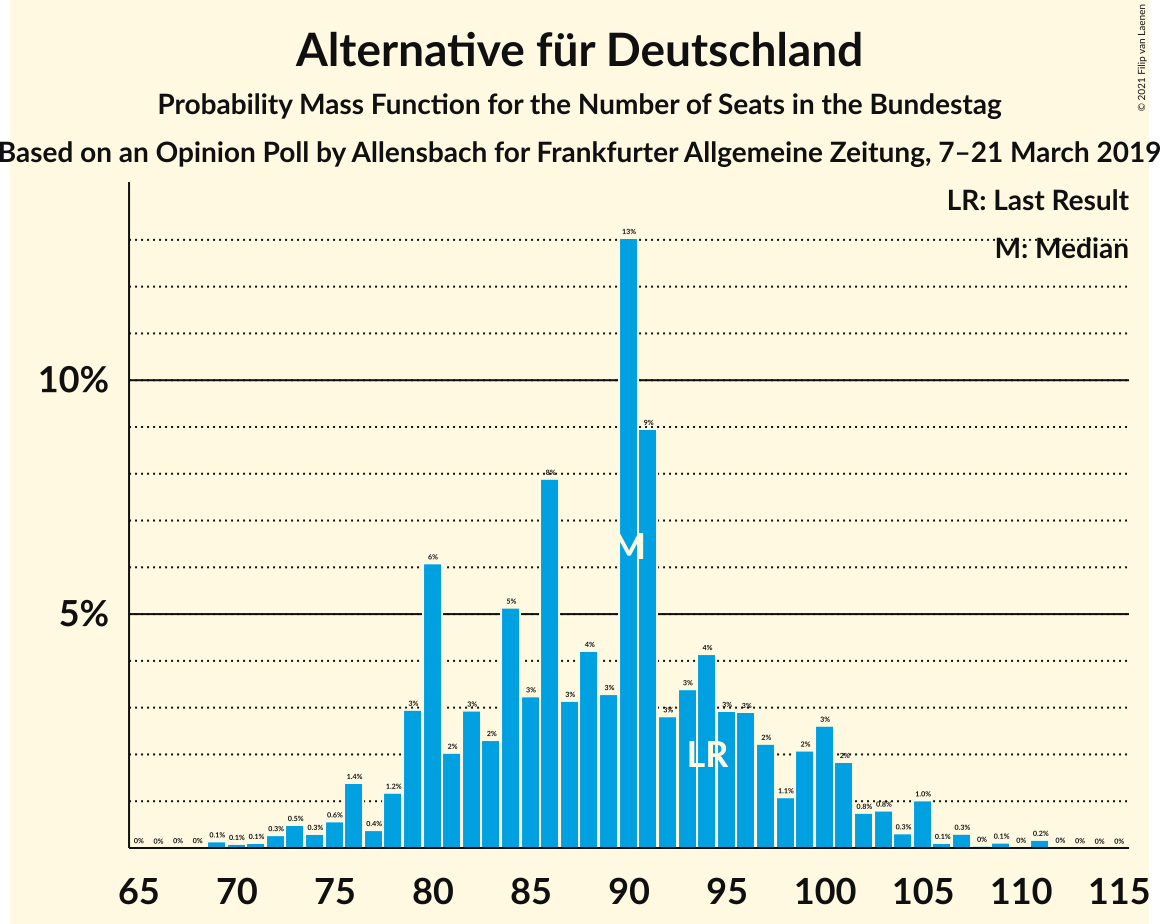 Alternative für Deutschland
Probability Mass Function for the Number of Seats in the Bundestag
Based on an Opinion Poll by Allensbach for Frankfurter Allgemeine Zeitung, 7–21 March 2019
© 2021 Filip van Laenen
LR: Last Result
M: Median
10%
5%
0% 0% 0% 0% 0.1% 0.1% 0.1% 0.3% 0.5% 0.3% 0.6% 1.4% 0.4% 1.2% 3% 6% 2% 3% 2% 5% 3% 8% 3% 4% 3% 13% 9% 3% 3% 4% 3% 3% 2% 1.1% 2% 3% 2% 0.8% 0.8% 0.3% 1.0% 0.1% 0.3% 0% 0.1% 0% 0.2% 0% 0% 0% 0%
M
LR
65 70 75 80 85 90 95 100 105 110 115